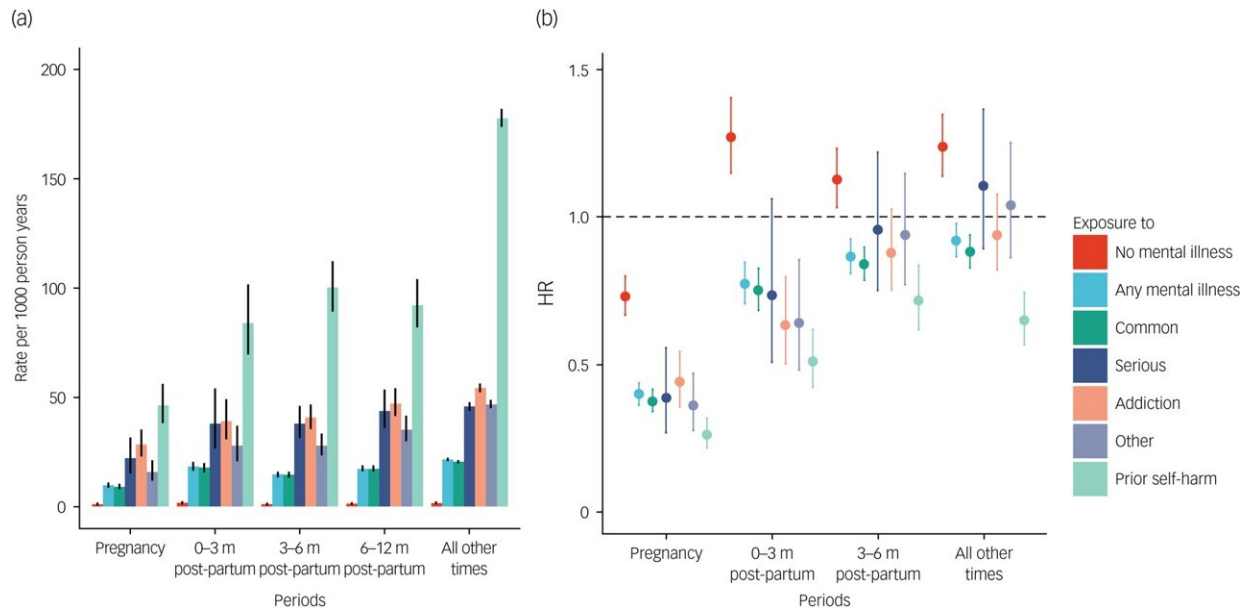 (a)
200
150
100
50
0
Rate per 1000 person years
Pregnancy
0–3 m
post-partum
3–6 m
post-partum
6–12 m
post-partum
All other
times
Periods
(b)
1.5
1.0
0.5
0
HR
Pregnancy
0–3 m
post-partum
3–6 m
post-partum
All other
times
Periods
Exposure to
No mental illness
Any mental illness
Common
Serious
Addiction
Other
Prior self-harm